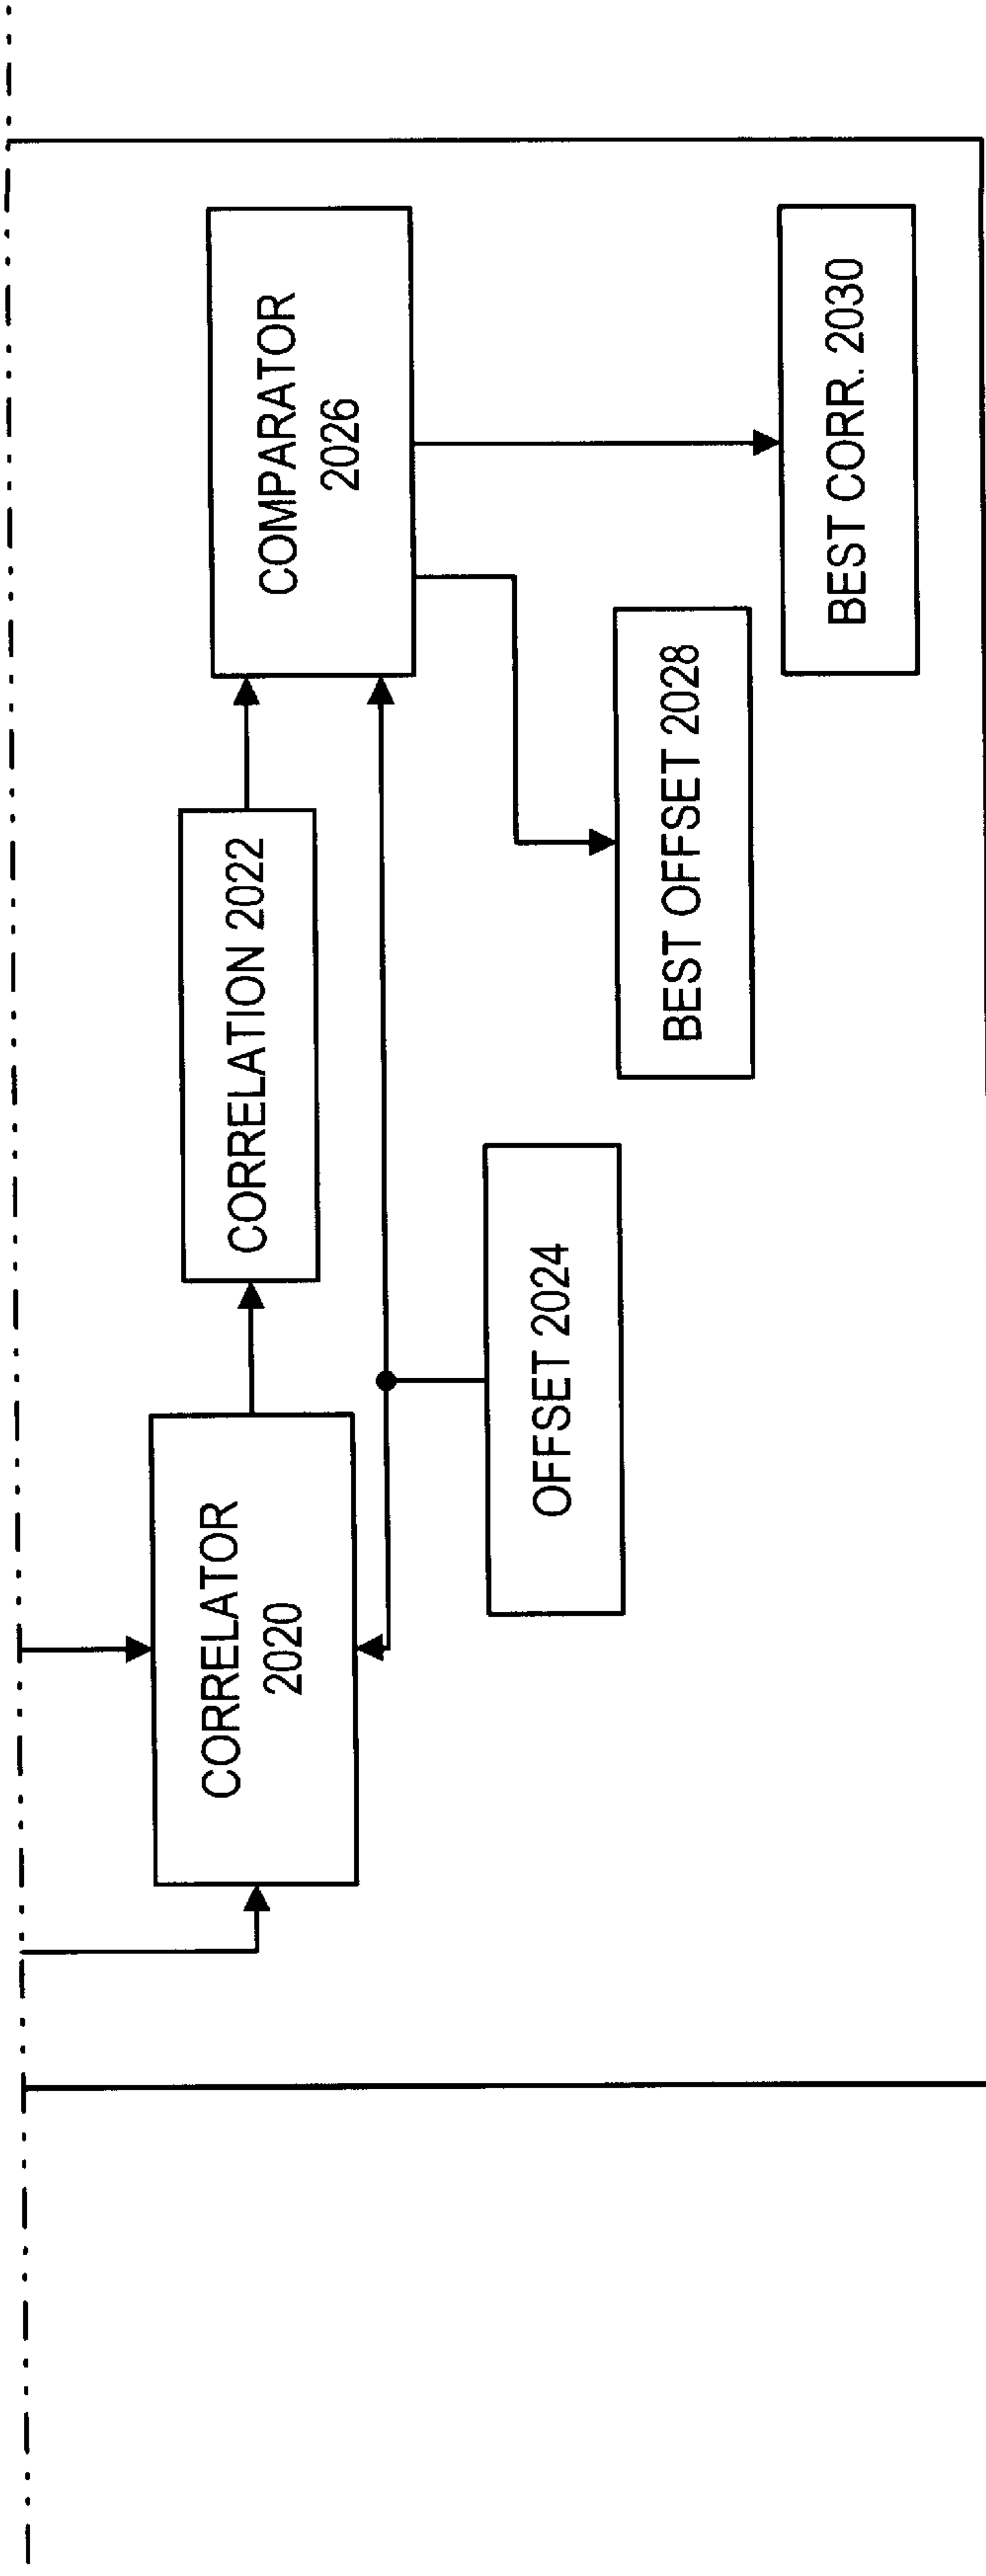 CORRELATOR
2020
CORRELATION 2022
COMPARATOR
2026
OFFSET 2024
BEST OFFSET 2028
BEST CORR. 2030